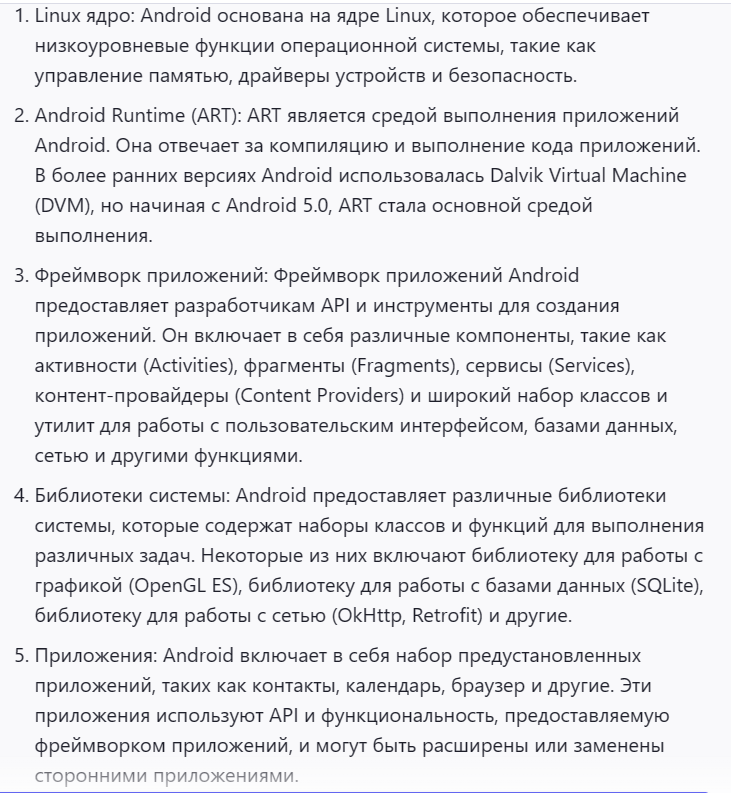 1. Linux ядро: Android основана на ядре Linux, которое обеспечивает
низкоуровневые функции операционной системы, такие как
управление памятью, драйверы устройств и безопасность.
2. Android Runtime (ART): ART является средой выполнения приложений
Android. Она отвечает за компиляцию и выполнение кода приложений.
В более ранних версиях Android использовалась Dalvik Virtual Machine
(DVM), но начиная с Android 5.0, ART стала основной средой
выполнения.
3. Фреймворк приложений: Фреймворк приложений Android
предоставляет разработчикам API и инструменты для создания
приложений. Он включает в себя различные компоненты, такие как
активности (Activities), фрагменты (Fragments), сервисы (Services),
контент-провайдеры (Content Providers) и широкий набор классов и
утилит для работы с пользовательским интерфейсом, базами данных,
сетью и другими функциями.
4. Библиотеки системы: Android предоставляет различные библиотеки
системы, которые содержат наборы классов и функций для выполнения
различных задач. Некоторые из них включают библиотеку для работы с
графикой (OpenGL ES), библиотеку для работы с базами данных (SQLite),
библиотеку для работы с сетью (OkHttp, Retrofit) и другие.
5. Приложения: Android включает в себя набор предустановленных
приложений, таких как контакты, календарь, браузер и другие. Эти
приложения используют API и функциональность, предоставляемую
фреймворком приложений, и могут быть расширены или заменены
сторонними приложениями.